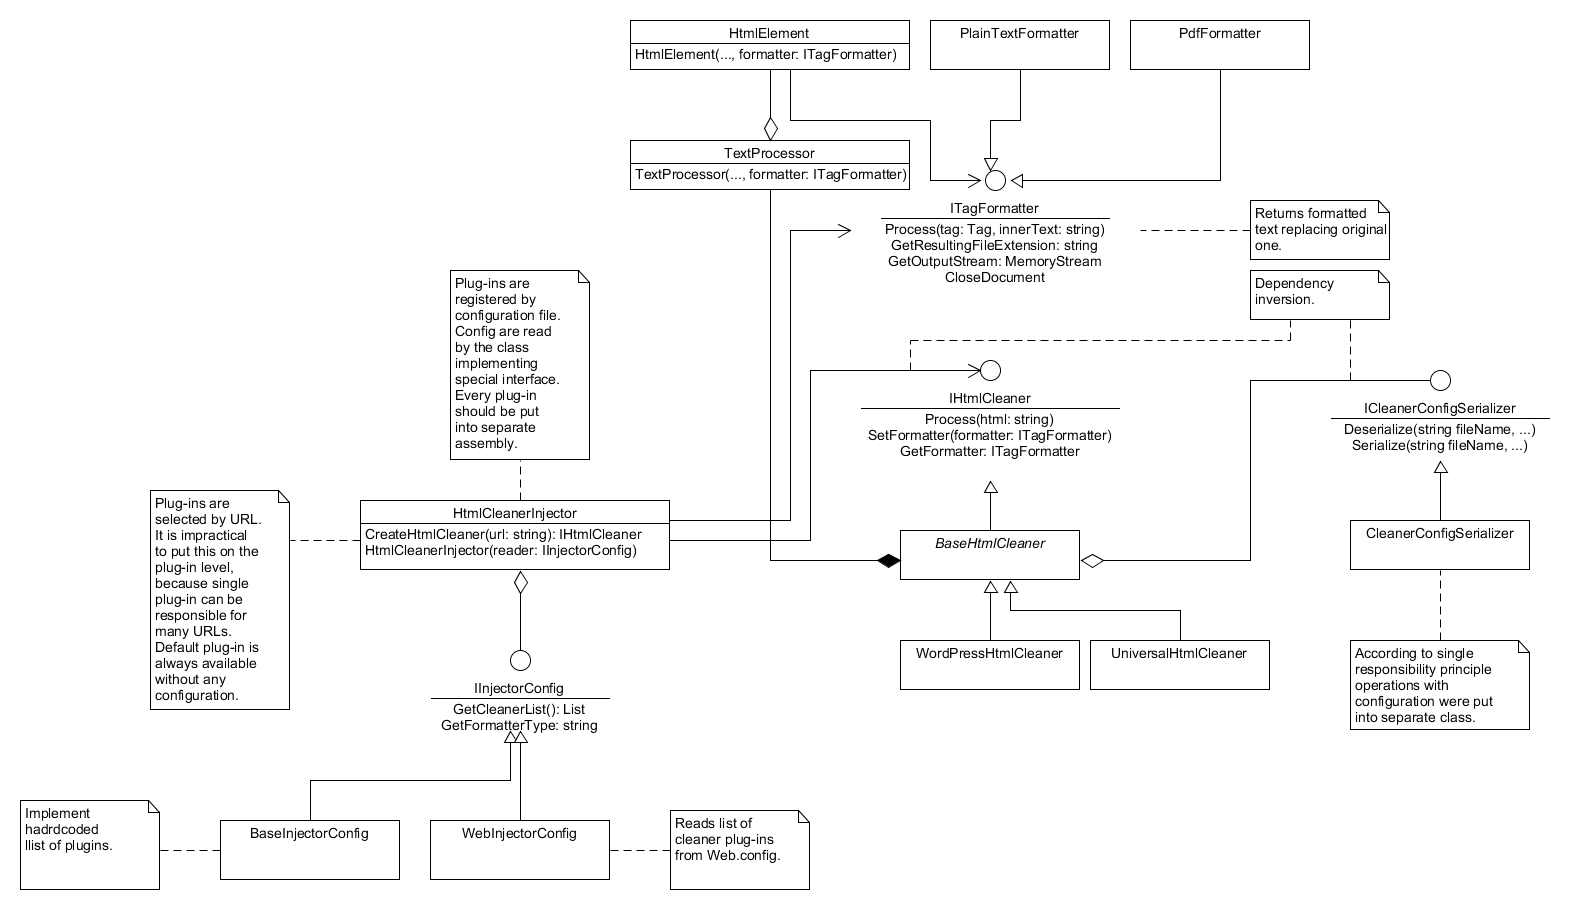 HtmlElement
HtmlElement(..., formatter: ITagFormatter)
PlainTextFormatter
PdfFormatter
TextProcessor
TextProcessor(..., formatter: ITagFormatter)
ITagFormatter
Process(tag: Tag, innerText: string)
GetResultingFileExtension: string
GetOutputStream: MemoryStream
CloseDocument
Returns formatted
text replacing original
one.
Dependency
inversion.
Plug-ins are
registered by
configuration file.
Config are read
by the class
implementing
special interface.
Every plug-in
should be put
into separate
assembly.
IHtmlCleaner
Process(html: string)
SetFormatter(formatter: ITagFormatter)
GetFormatter: ITagFormatter
ICleanerConfigSerializer
Deserialize(string fileName, ...)
Serialize(string fileName, ...)
Plug-ins are
selected by URL.
It is impractical
to put this on the
plug-in level,
because single
plug-in can be
responsible for
many URLs.
Default plug-in is
always available
without any
configuration.
HtmlCleanerInjector
CreateHtmlCleaner(url: string): IHtmlCleaner
HtmlCleanerInjector(reader: IInjectorConfig)
BaseHtmlCleaner
CleanerConfigSerializer
WordPressHtmlCleaner
UniversalHtmlCleaner
According to single
responsibility principle
operations with
configuration were put
into separate class.
IInjectorConfig
GetCleanerList(): List
GetFormatterType: string
Implement
hadrdcoded
llist of plugins.
BaseInjectorConfig
WebInjectorConfig
Reads list of
cleaner plug-ins
from Web.config.